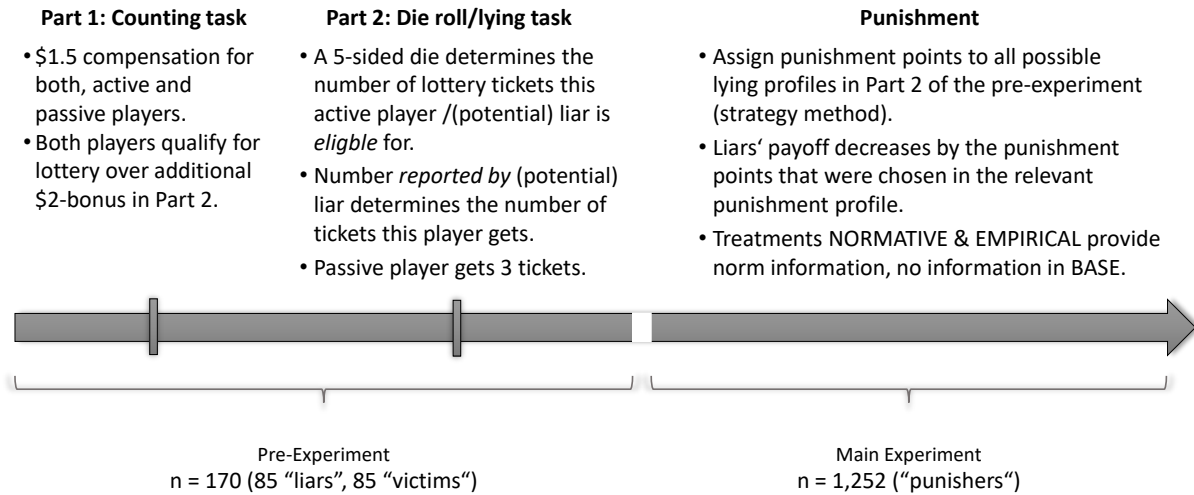 Part 1: Counting task
• $1.5 compensation for
both, active and
passive players.
• Both players qualify for
lottery over additional
$2-bonus in Part 2.
Part 2: Die roll/lying task
• A 5-sided die determines the
number of lottery tickets this
active player /(potential) liar is
eligble for.
• Number reported by (potential)
liar determines the number of
tickets this player gets.
• Passive player gets 3 tickets.
Punishment
• Assign punishment points to all possible
lying profiles in Part 2 of the pre-experiment
(strategy method).
• Liars‘ payoff decreases by the punishment
points that were chosen in the relevant
punishment profile.
• Treatments NORMATIVE & EMPIRICAL provide
norm information, no information in BASE.
Pre-Experiment
n = 170 (85 “liars”, 85 “victims“)
Main Experiment
n = 1,252 (“punishers“)